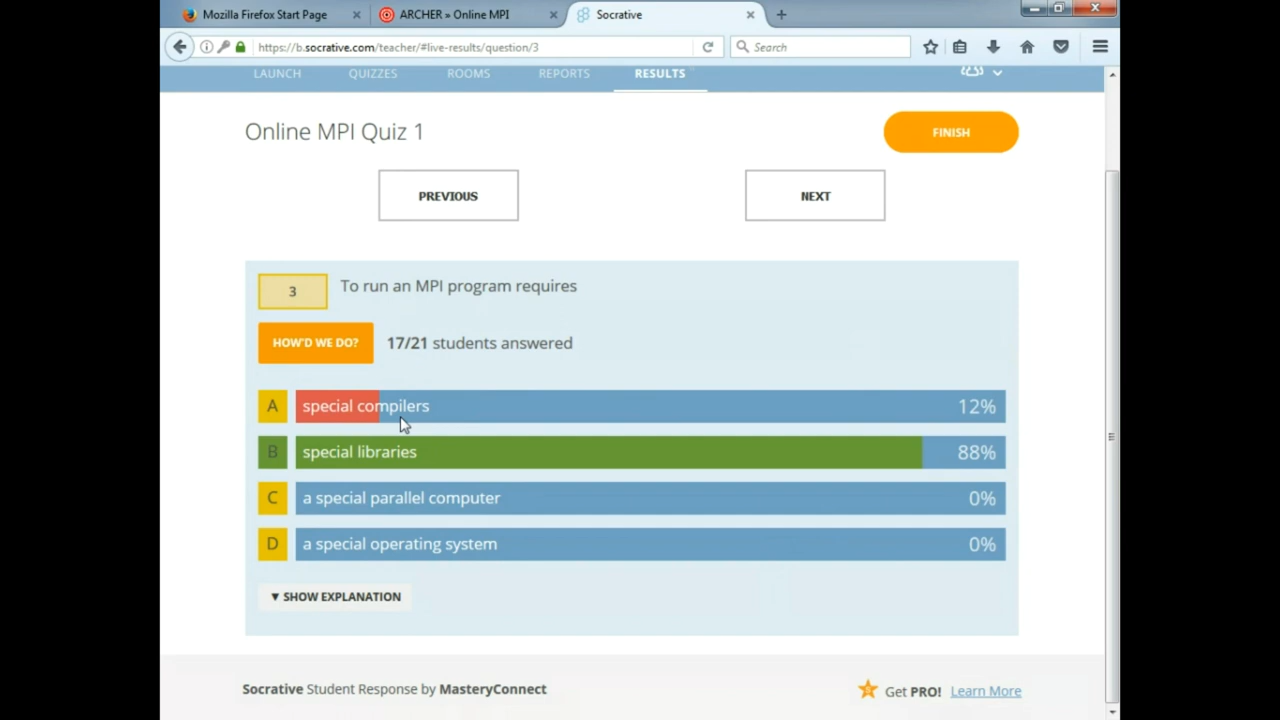 Mozilla Firefox Start Page
ARCHER » Online MPI
Socrative
https://b.socrative.com/teacher/#live-results/question/3
Search
LAUNCH
QUIZZES
ROOMS
REPORTS
RESULTS
Online MPI Quiz 1
FINISH
PREVIOUS
NEXT
3
To run an MPI program requires
HOW'D WE DO?
17/21 students answered
A special compilers 12%
B special libraries 88%
C a special parallel computer 0%
D a special operating system 0%
▼ SHOW EXPLANATION
Socrative Student Response by MasteryConnect
Get PRO! Learn More